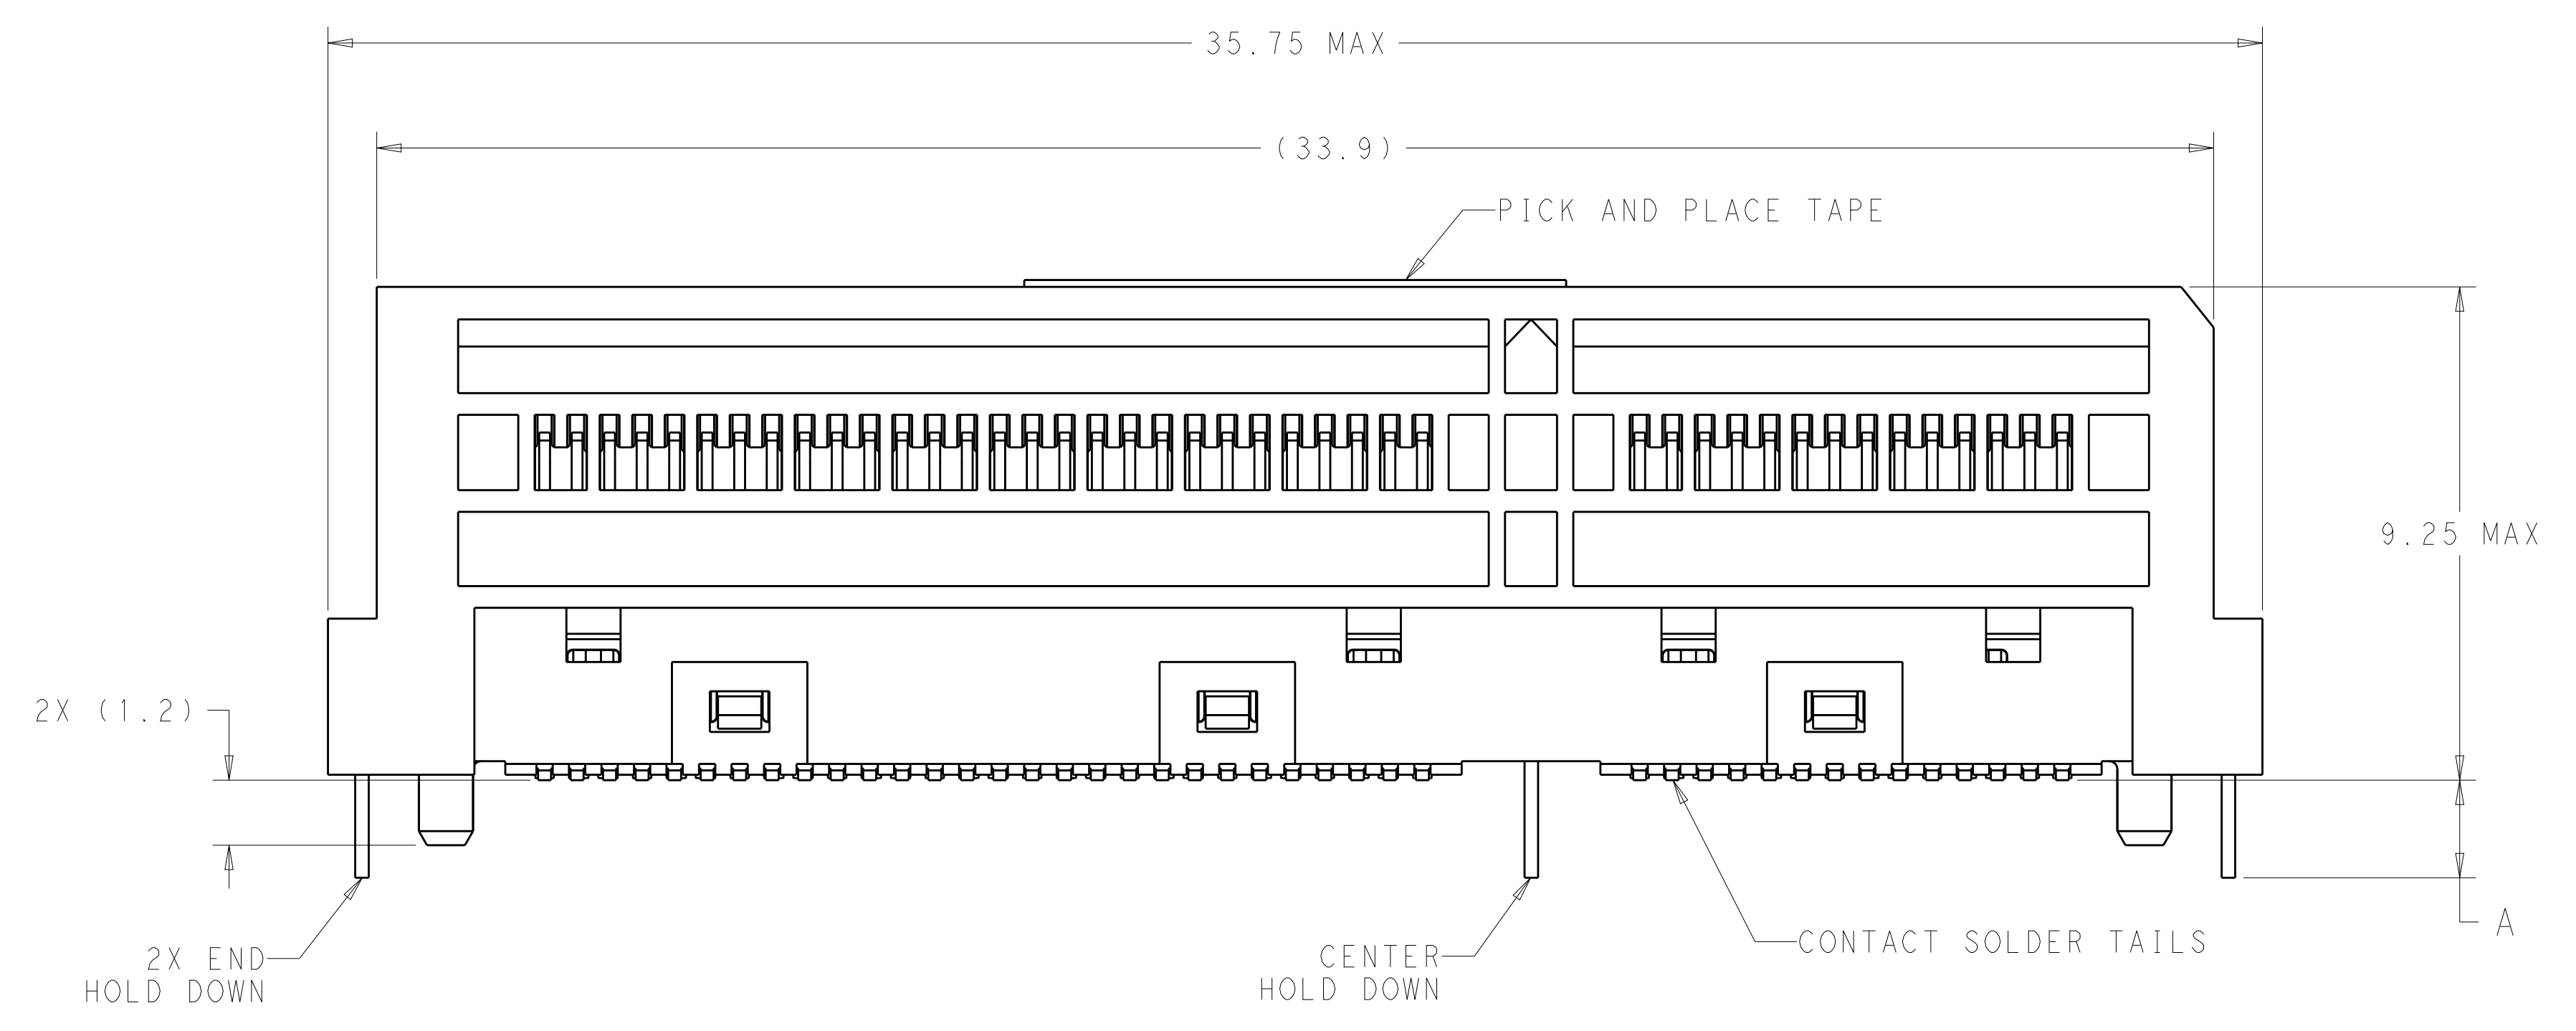 35.75 MAX
(33.9)
PICK AND PLACE TAPE
9.25 MAX
2X (1.2)
A
CONTACT SOLDER TAILS
2X END
HOLD DOWN
CENTER
HOLD DOWN